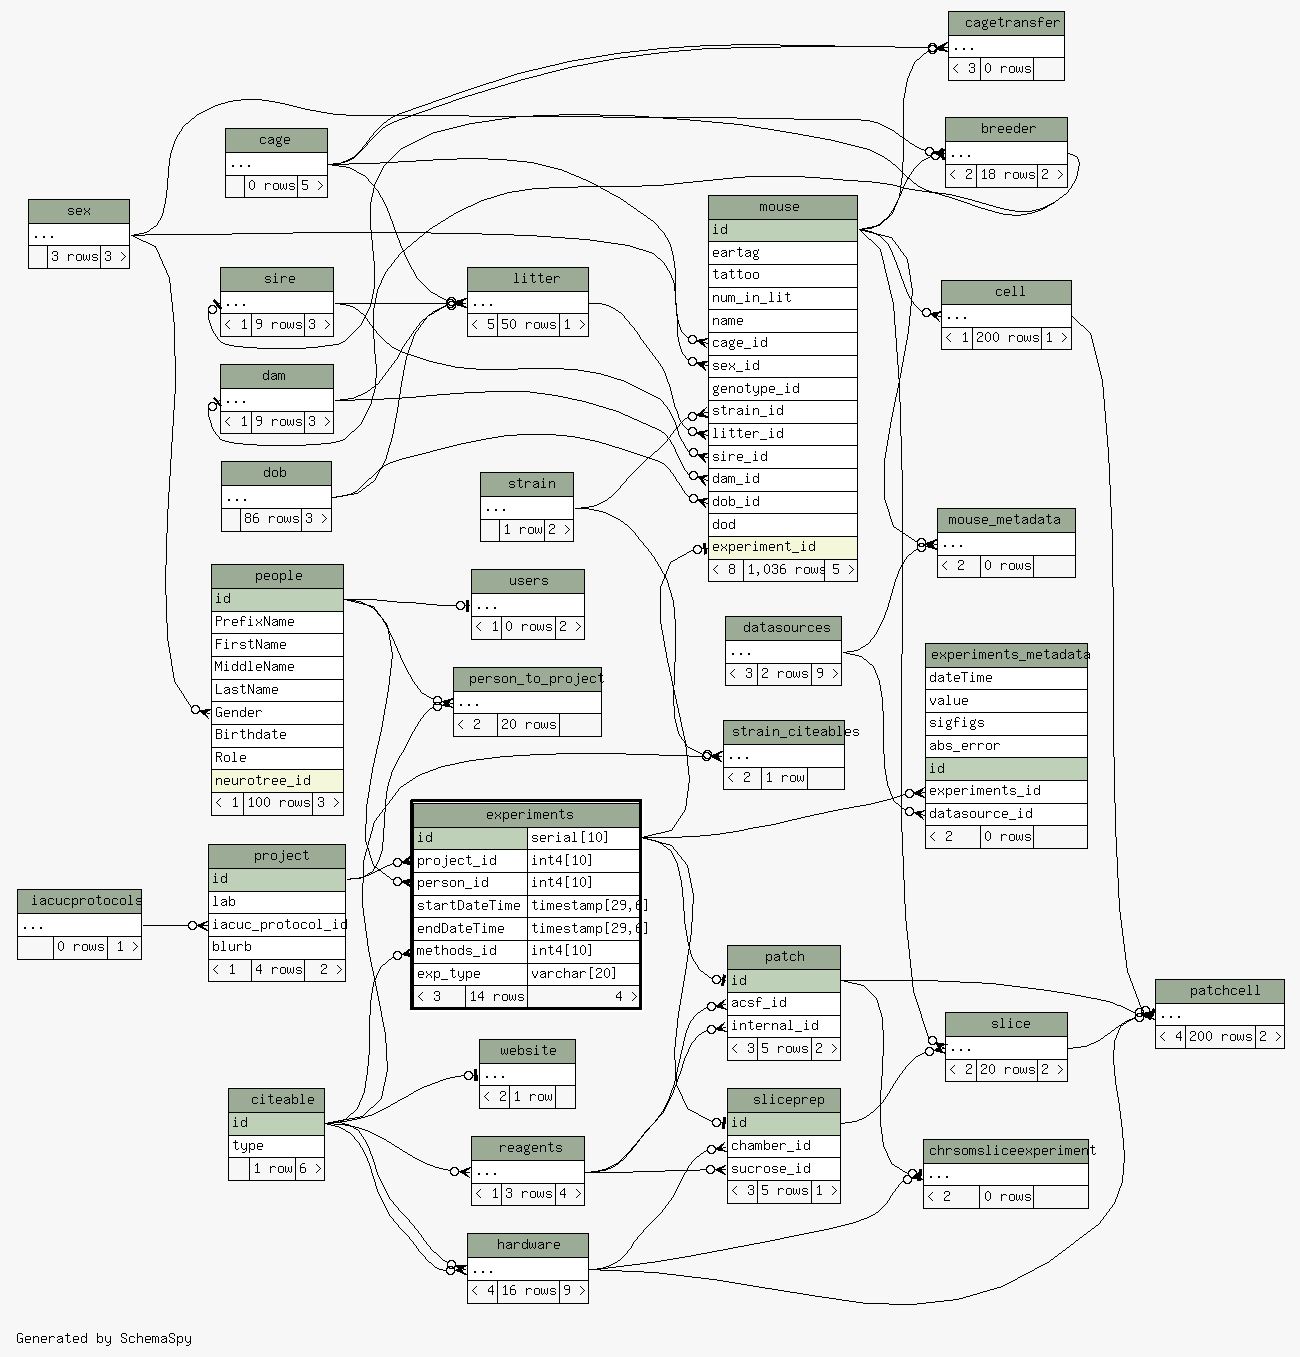 cagetransfer
...
< 3 0 rows
breeder
...
< 2 18 rows 2 >
cage
...
0 rows 5 >
sex
...
3 rows 3 >
mouse
id
eartag
tattoo
num_in_lit
name
cage_id
sex_id
genotype_id
strain_id
litter_id
sire_id
dam_id
dob_id
dod
experiment_id
< 8 1,036 rows 5 >
sire
...
< 1 9 rows 3 >
litter
...
< 5 50 rows 1 >
cell
...
< 1 200 rows 1 >
dam
...
< 1 9 rows 3 >
dob
...
86 rows 3 >
strain
...
1 row 2 >
mouse_metadata
...
< 2 0 rows
people
id
PrefixName
FirstName
MiddleName
LastName
Gender
Birthdate
Role
neurotree_id
< 1 100 rows 3 >
users
...
< 1 0 rows 2 >
person_to_project
...
< 2 20 rows
datasources
...
< 3 2 rows 9 >
experiments_metadata
dateTime
value
sigfigs
abs_error
id
experiments_id
datasource_id
< 2 0 rows
strain_citeables
...
< 2 1 row
experiments
id serial[10]
project_id int4[10]
person_id int4[10]
startDateTime timestamp[29,6]
endDateTime timestamp[29,6]
methods_id int4[10]
exp_type varchar[20]
< 3 14 rows 4 >
project
id
lab
iacuc_protocol_id
blurb
< 1 4 rows 2 >
iacucprotocols
...
0 rows 1 >
patch
id
acsf_id
internal_id
< 3 5 rows 2 >
patchcell
...
< 4 200 rows 2 >
slice
...
< 2 20 rows 2 >
website
...
< 2 1 row
citeable
id
type
1 row 6 >
sliceprep
id
chamber_id
sucrose_id
< 3 5 rows 1 >
reagents
...
< 1 3 rows 4 >
chrsomsliceexperiment
...
< 2 0 rows
hardware
...
< 4 16 rows 9 >
Generated by SchemaSpy